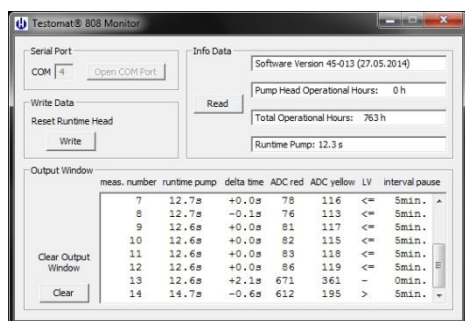 Testomat® 808 Monitor
Serial Port
COM 4 Open COM Port
Write Data
Reset Runtime Head
Write
Info Data
Read
Software Version 45-013 (27.05.2014)
Pump Head Operational Hours: 0 h
Total Operational Hours: 763 h
Runtime Pump: 12.3 s
Output Window
meas. number runtime pump delta time ADC red ADC yellow LV interval pause
7 12.7s +0.0s 78 116 <= 5min.
8 12.7s -0.1s 76 113 <= 5min.
9 12.6s +0.0s 81 117 <= 5min.
10 12.6s +0.0s 82 115 <= 5min.
11 12.6s +0.0s 83 118 <= 5min.
12 12.6s +0.0s 86 119 <= 5min.
13 12.6s +2.1s 671 361 - 0min.
14 14.7s -0.6s 612 195 > 5min.
Clear Output
Window
Clear